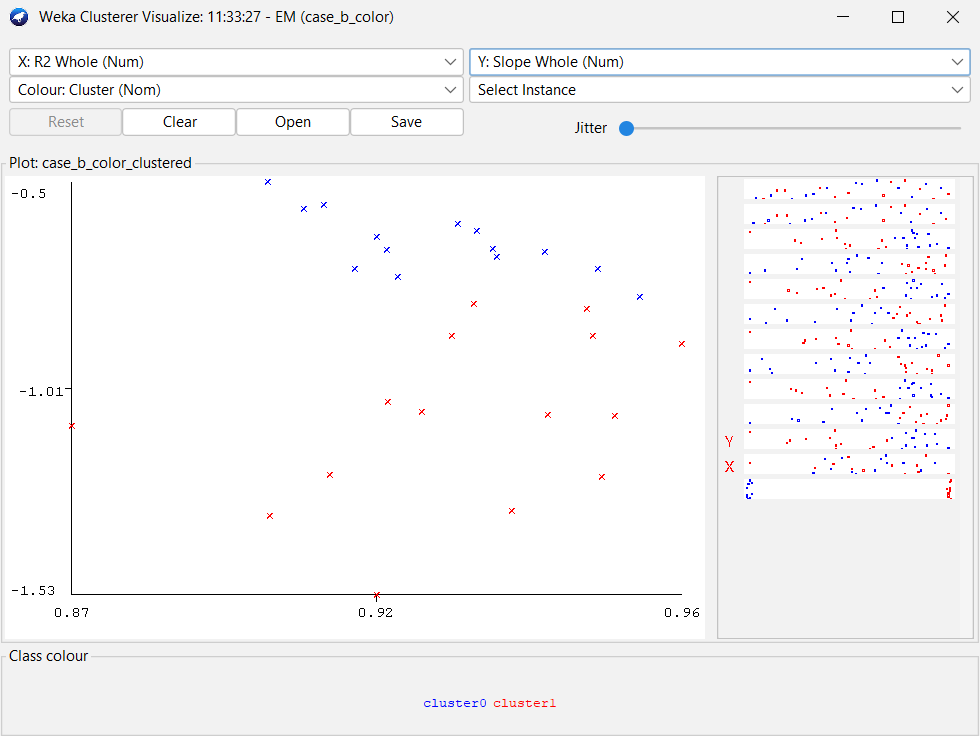 Weka Clusterer Visualize: 11:33:27 - EM (case_b_color)
X: R2 Whole (Num)
Y: Slope Whole (Num)
Colour: Cluster (Nom)
Select Instance
Reset
Clear
Open
Save
Jitter
Plot: case_b_color_clustered
-0.5
-1.01
-1.53
0.87
0.92
0.96
Y
X
Class colour
cluster0 cluster1